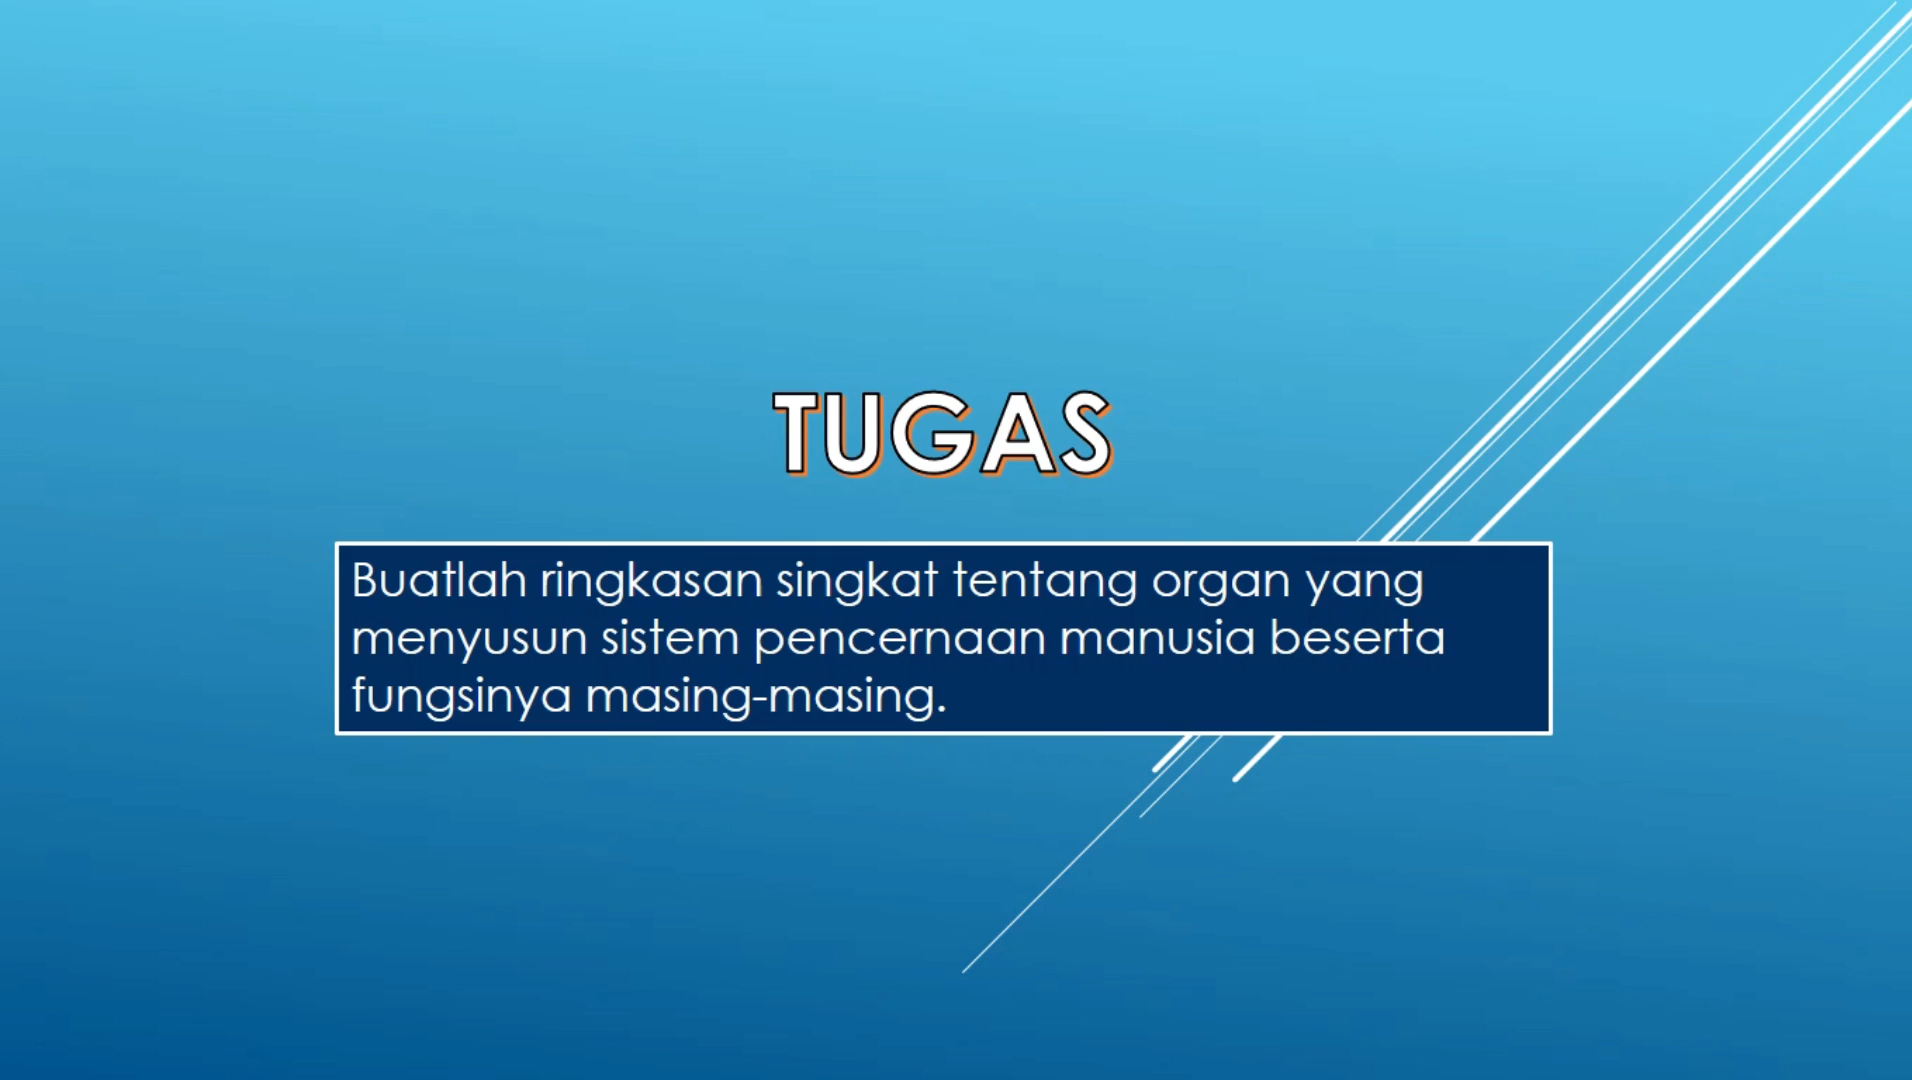 TUGAS
Buatlah ringkasan singkat tentang organ yang
menyusun sistem pencernaan manusia beserta
fungsinya masing-masing.